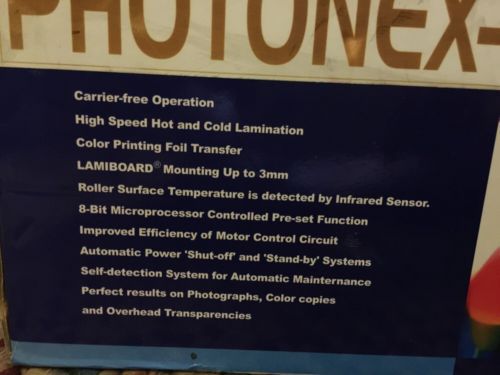 PHOTONEX-
Carrier-free Operation
High Speed Hot and Cold Lamination
Color Printing Foil Transfer
LAMIBOARD® Mounting Up to 3mm
Roller Surface Temperature is detected by Infrared Sensor.
8-Bit Microprocessor Controlled Pre-set Function
Improved Efficiency of Motor Control Circuit
Automatic Power 'Shut-off' and 'Stand-by' Systems
Self-detection System for Automatic Mainternance
Perfect results on Photographs, Color copies
and Overhead Transparencies